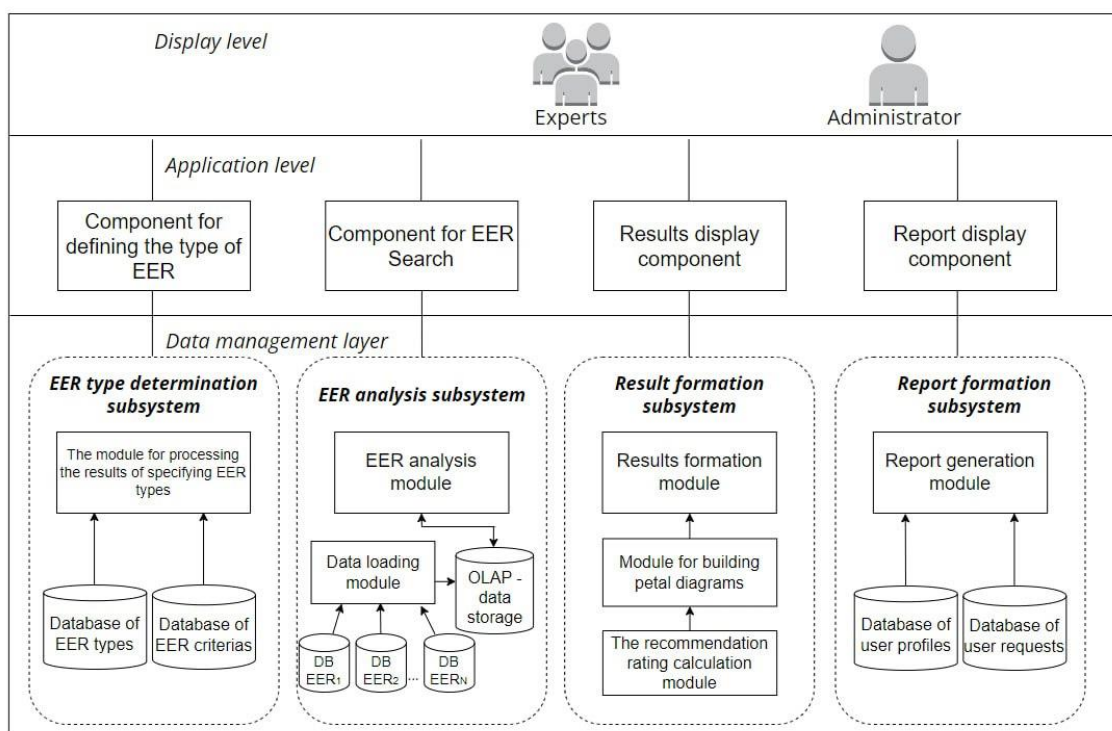 Display level
Experts
Administrator
Application level
Component for
defining the type of
EER
Component for EER
Search
Results display
component
Report display
component
Data management layer
EER type determination
subsystem
The module for processing
the results of specifying EER
types
Database of
EER types
Database of
EER criterias
EER analysis subsystem
EER analysis
module
Data loading
module
OLAP -
data
storage
DB
EER₁
DB
EER₂
...
DB
EERN
Result formation
subsystem
Results formation
module
Module for building
petal diagrams
The recommendation
rating calculation
module
Report formation
subsystem
Report generation
module
Database of
user profiles
Database of
user requests